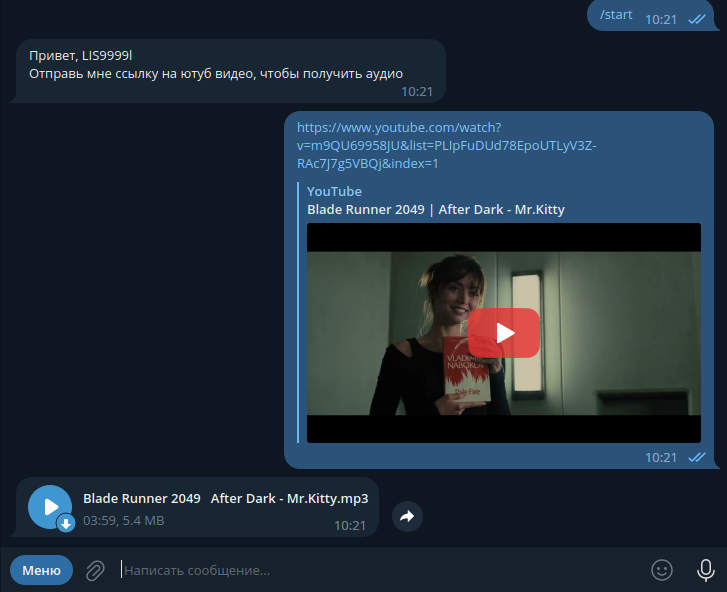 /start 10:21
Привет, LIS9999l
Отправь мне ссылку на ютуб видео, чтобы получить аудио
10:21
https://www.youtube.com/watch?
v=m9QU69958JU&list=PLIpFuDUd78EpoUTLyV3Z-
RAc7J7g5VBQj&index=1
YouTube
Blade Runner 2049 | After Dark - Mr.Kitty
VLADIMIR
NABOKOV
Pale Fire
10:21
Blade Runner 2049 After Dark - Mr.Kitty.mp3
03:59, 5.4 MB
10:21
Меню
Написать сообщение...